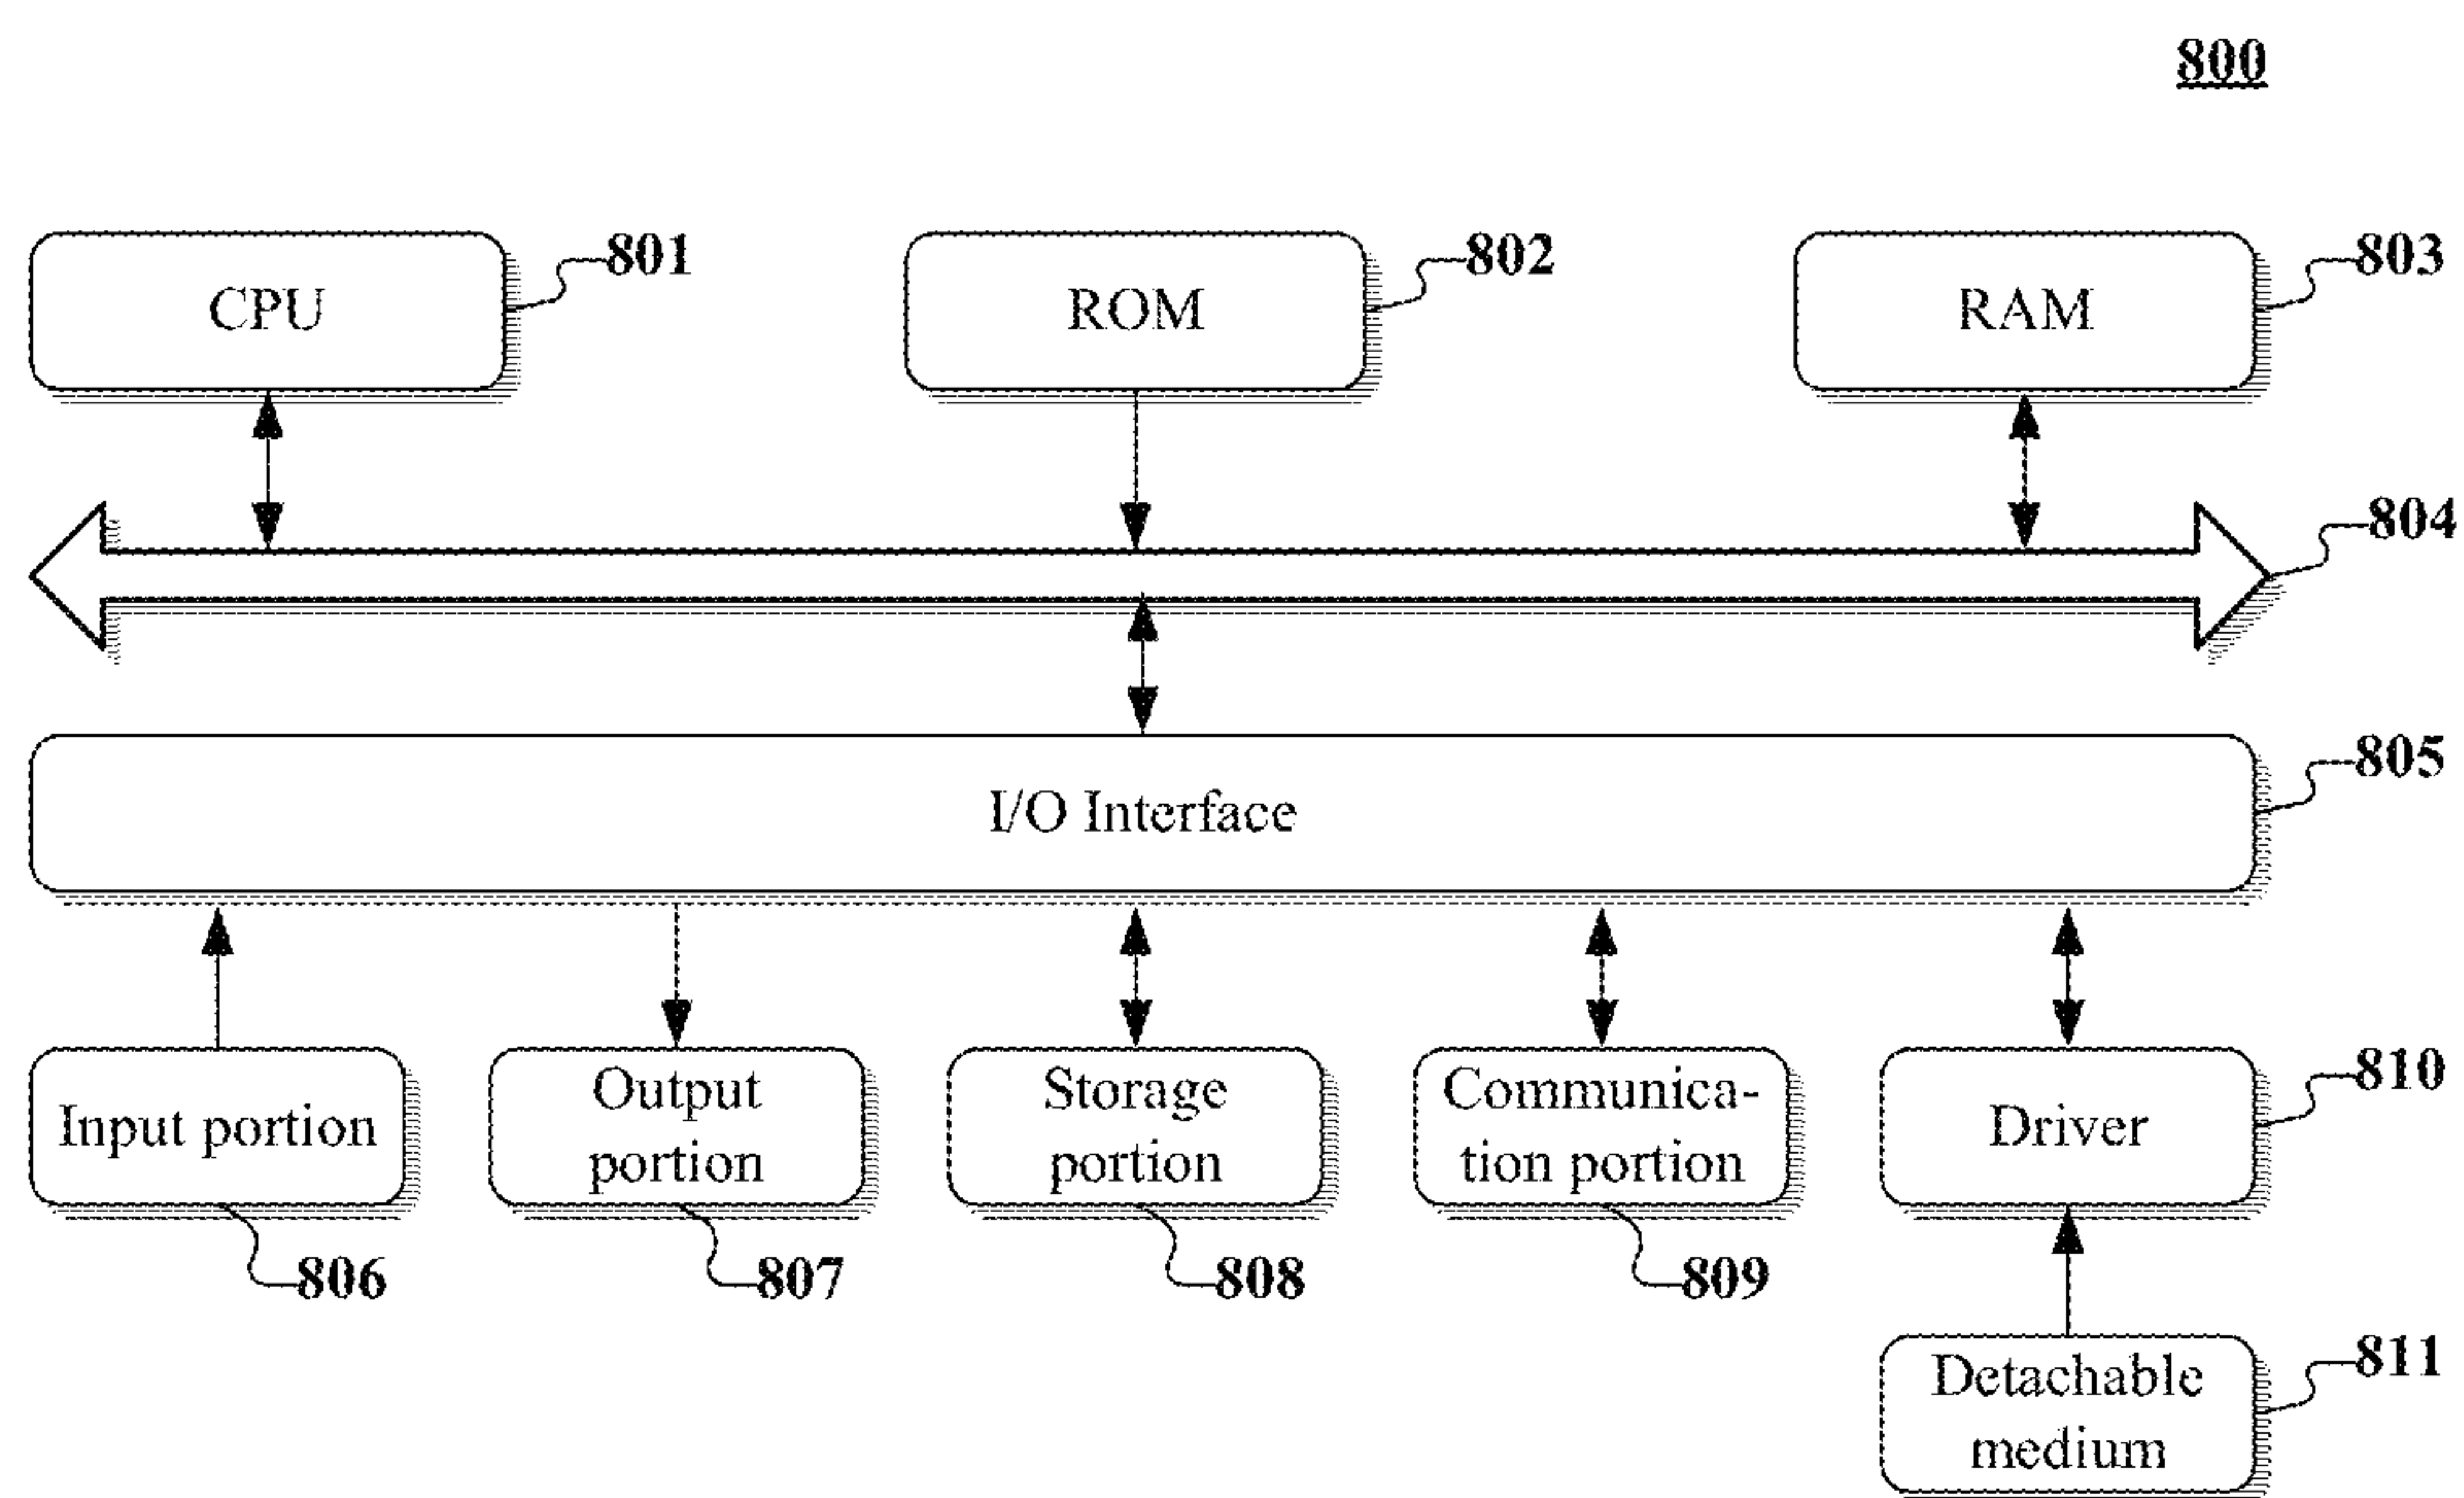 800
CPU
801
ROM
802
RAM
803
804
I/O Interface
805
Input portion
806
Output
portion
807
Storage
portion
808
Communica-
tion portion
809
Driver
810
Detachable
medium
811